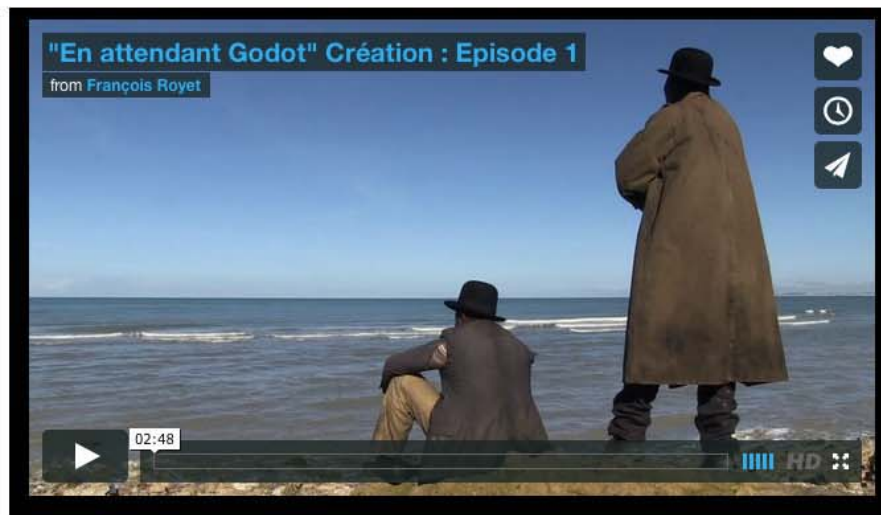 "En attendant Godot" Création : Episode 1
from François Royet
02:48
HD